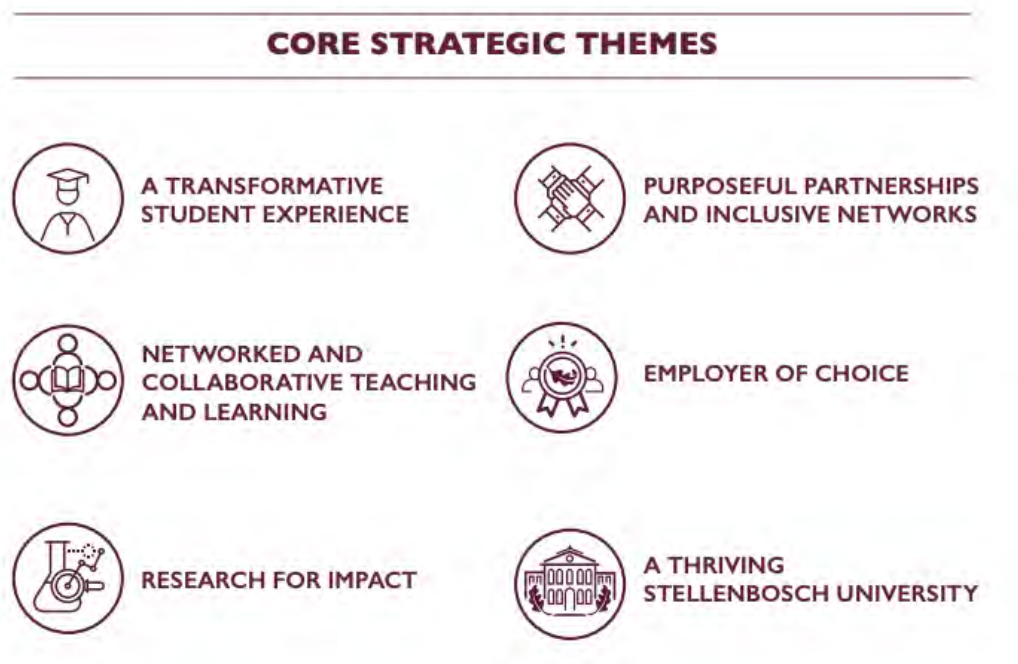 CORE STRATEGIC THEMES
A TRANSFORMATIVE
STUDENT EXPERIENCE
PURPOSEFUL PARTNERSHIPS
AND INCLUSIVE NETWORKS
NETWORKED AND
COLLABORATIVE TEACHING
AND LEARNING
EMPLOYER OF CHOICE
RESEARCH FOR IMPACT
A THRIVING
STELLENBOSCH UNIVERSITY